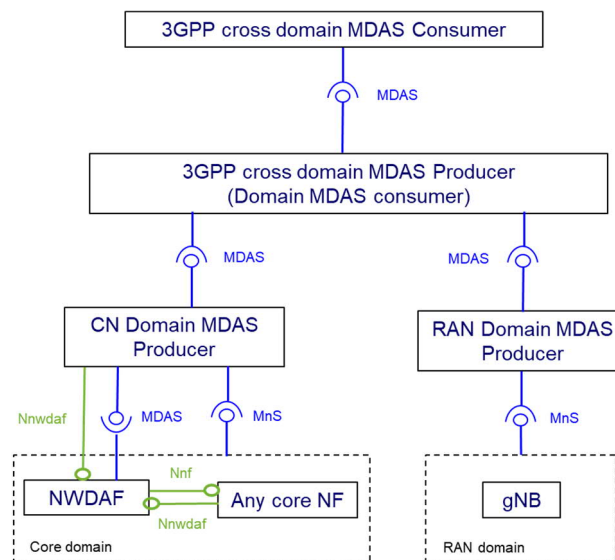 3GPP cross domain MDAS Consumer
MDAS
3GPP cross domain MDAS Producer
(Domain MDAS consumer)
MDAS
MDAS
CN Domain MDAS
Producer
RAN Domain MDAS
Producer
Nnwdaf
MDAS
MnS
MnS
NWDAF
Nnf
Nnwdaf
Any core NF
gNB
Core domain
RAN domain